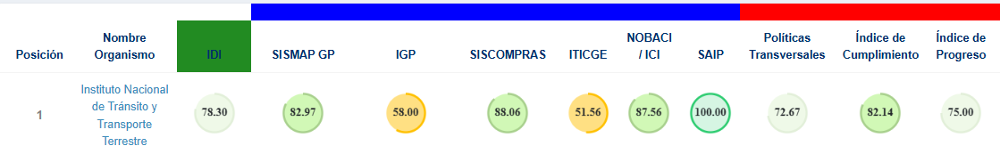 Posición Nombre Organismo IDI SISMAP GP IGP SISCOMPRAS ITICGE NOBACI / ICI SAIP Políticas Transversales Índice de Cumplimiento Índice de Progreso
1 Instituto Nacional de Tránsito y Transporte Terrestre 78.30 82.97 58.00 88.06 51.56 87.56 100.00 72.67 82.14 75.00